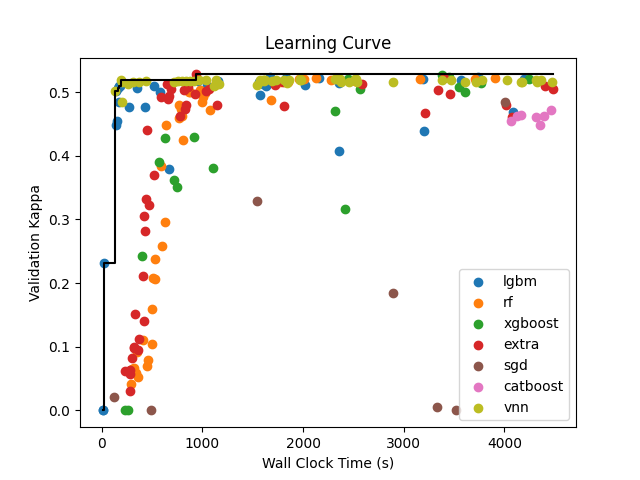 Learning Curve
0.5
0.4
0.3
0.2
0.1
0.0
Validation Kappa
0
1000
2000
3000
4000
Wall Clock Time (s)
lgbm
rf
xgboost
extra
sgd
catboost
vnn